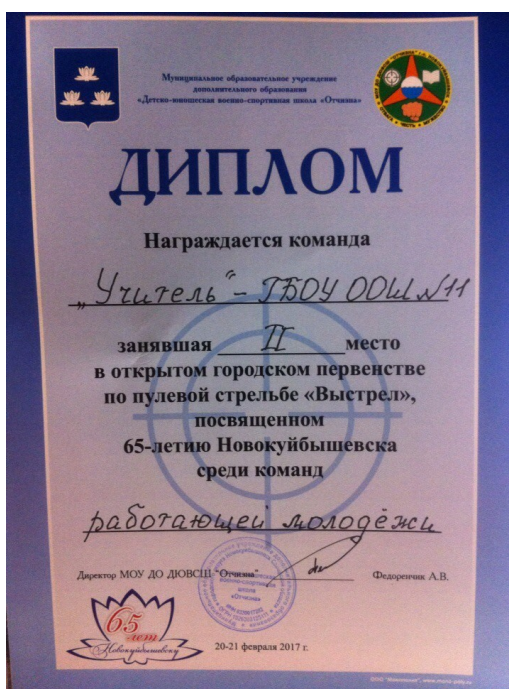 Муниципальное образовательное учреждение
дополнительного образования
«Детско-юношеская военно-спортивная школа «Отчизна»
ДИПЛОМ
Награждается команда
„Учитель“ - ГБОУ ООШ №11
занявшая II место
в открытом городском первенстве
по пулевой стрельбе «Выстрел»,
посвященном
65-летию Новокуйбышевска
среди команд
работающей молодёжи
Директор МОУ ДО ДЮВСШ "Отчизна" Федоренчик А.В.
65
лет
Новокуйбышевску
20-21 февраля 2017 г.